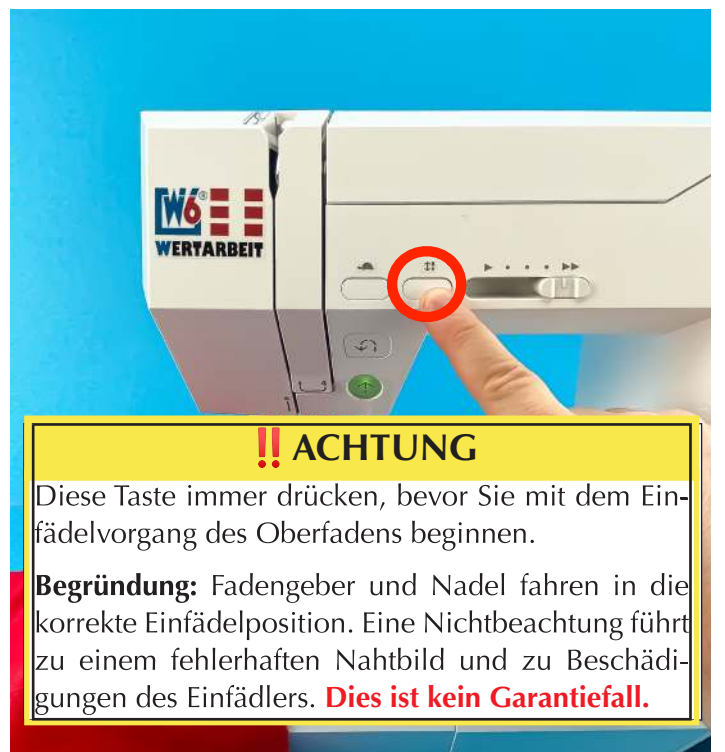 W6®
WERTARBEIT
‼ ACHTUNG
Diese Taste immer drücken, bevor Sie mit dem Ein-
fädelvorgang des Oberfadens beginnen.
Begründung: Fadengeber und Nadel fahren in die
korrekte Einfädelposition. Eine Nichtbeachtung führt
zu einem fehlerhaften Nahtbild und zu Beschädi-
gungen des Einfädlers. Dies ist kein Garantiefall.